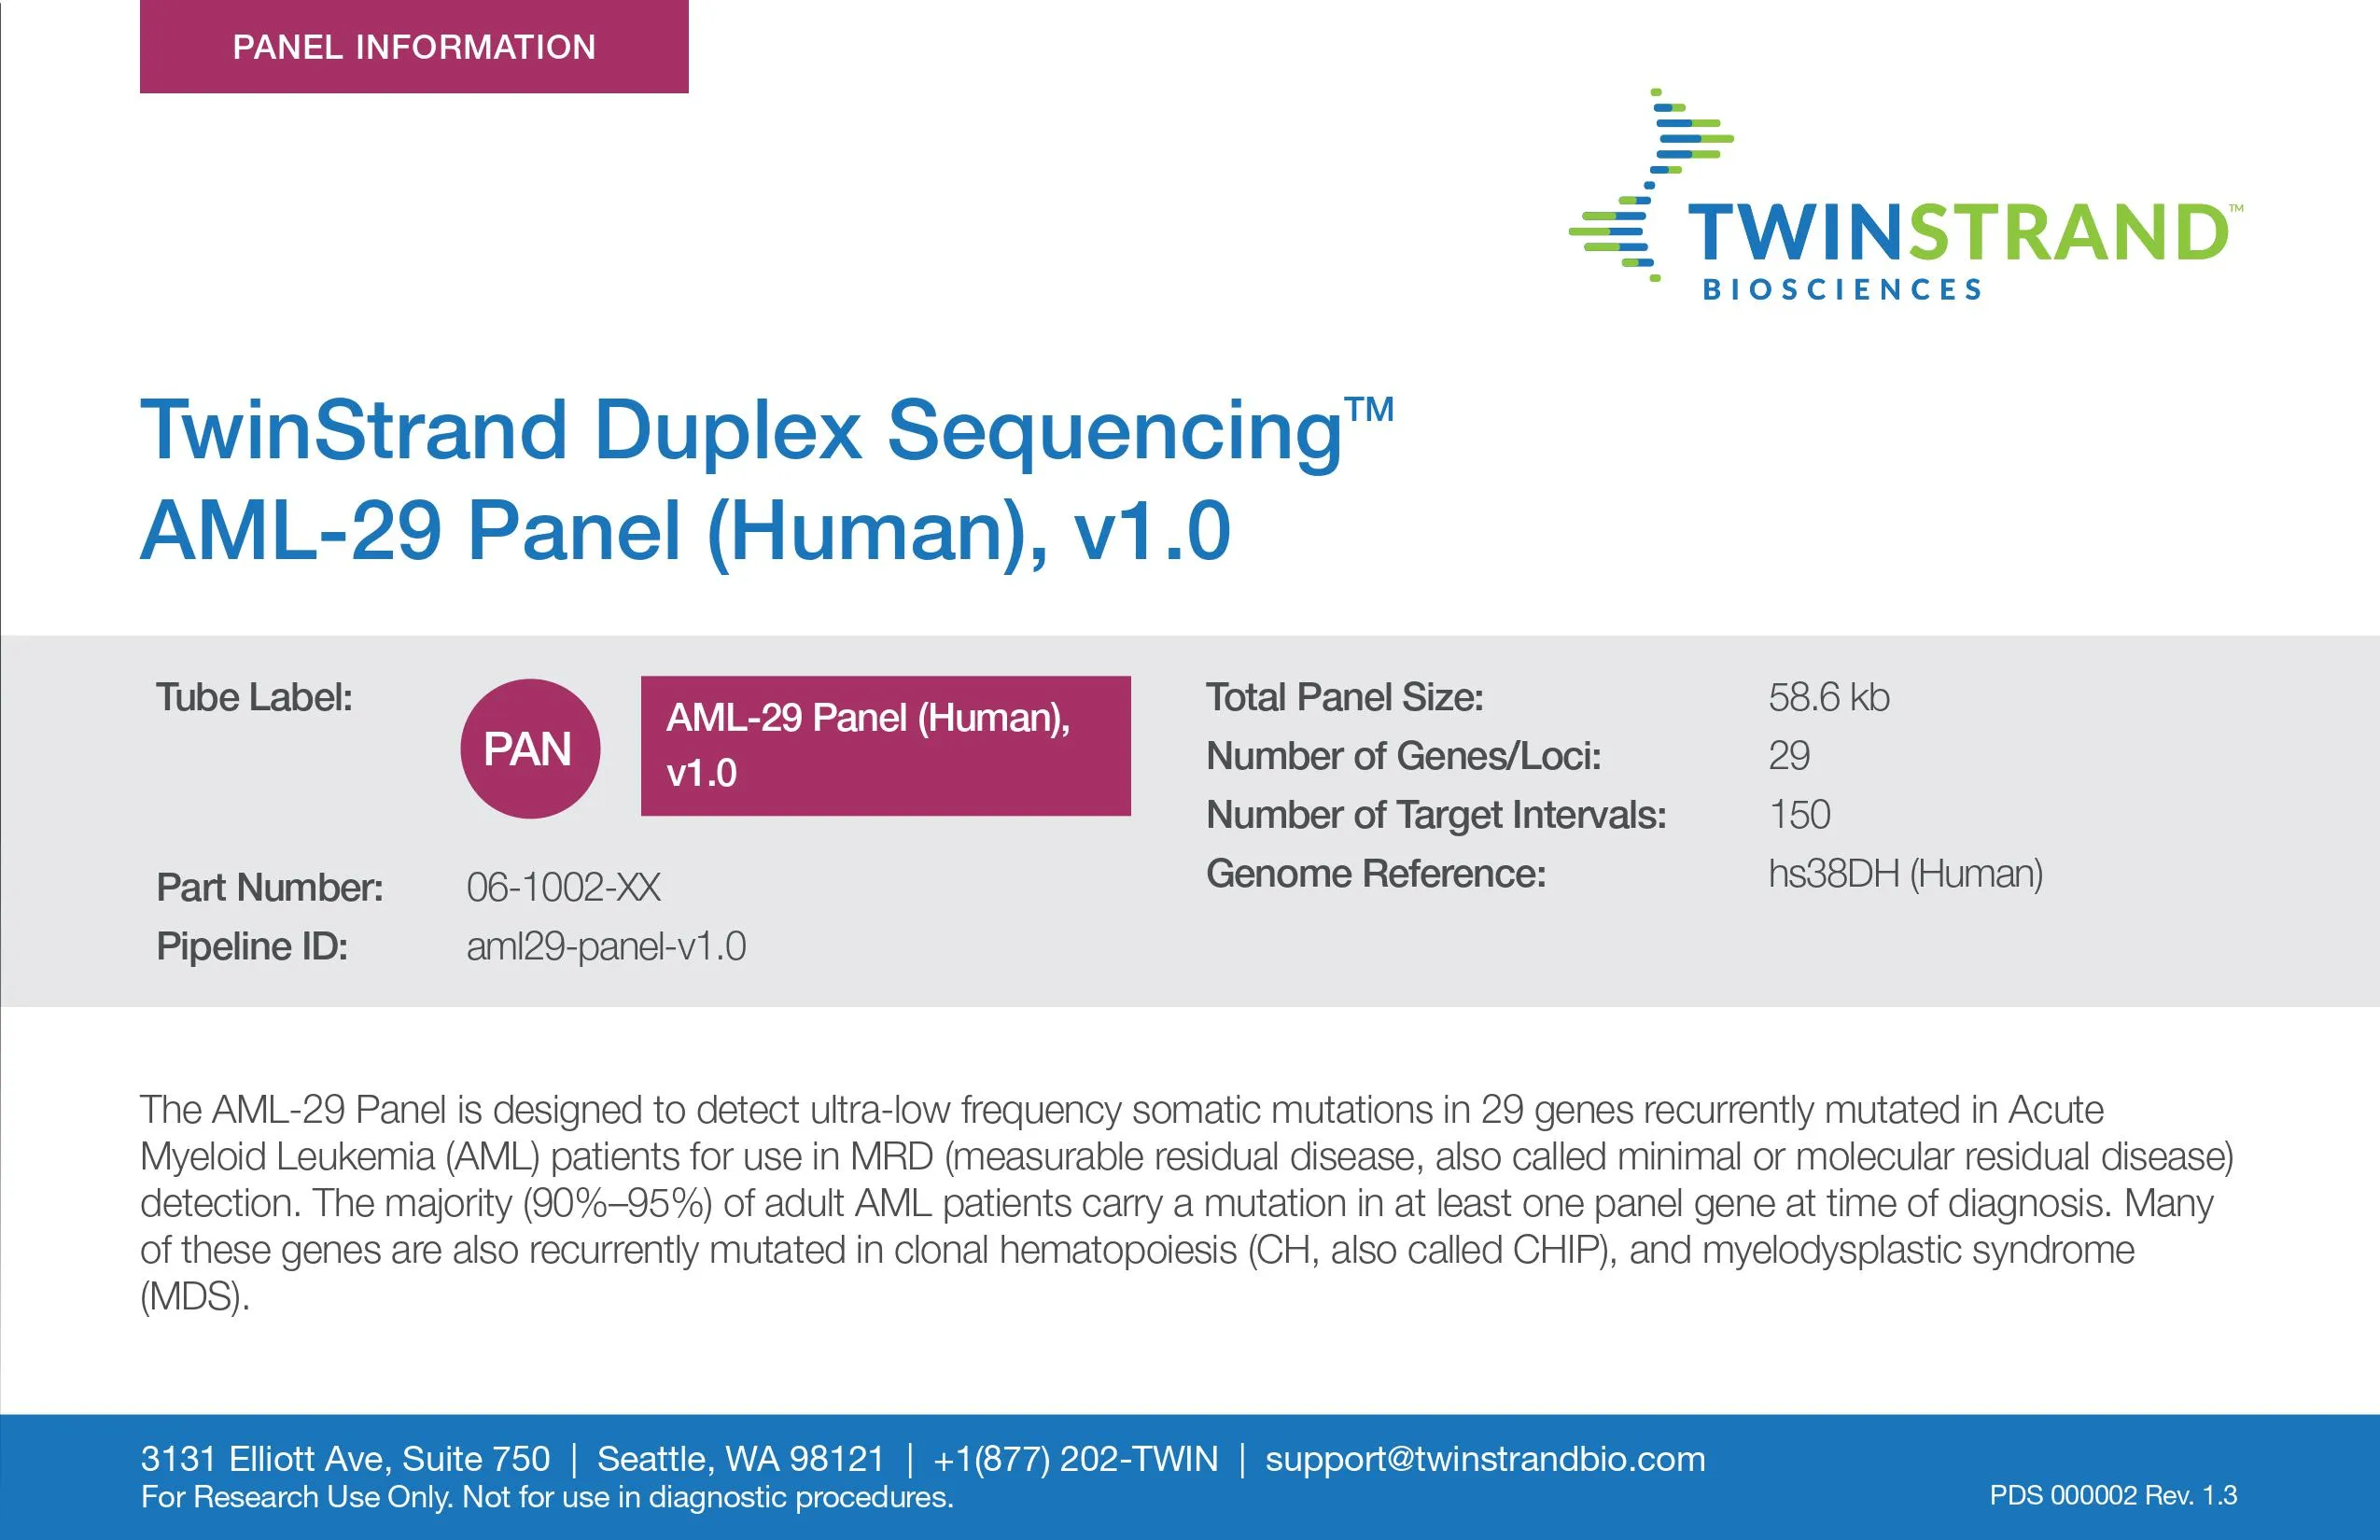 PANEL INFORMATION
TWINSTRAND™
BIOSCIENCES
TwinStrand Duplex Sequencing™
AML-29 Panel (Human), v1.0
Tube Label:
PAN
AML-29 Panel (Human),
v1.0
Part Number: 06-1002-XX
Pipeline ID: aml29-panel-v1.0
Total Panel Size: 58.6 kb
Number of Genes/Loci: 29
Number of Target Intervals: 150
Genome Reference: hs38DH (Human)
The AML-29 Panel is designed to detect ultra-low frequency somatic mutations in 29 genes recurrently mutated in Acute
Myeloid Leukemia (AML) patients for use in MRD (measurable residual disease, also called minimal or molecular residual disease)
detection. The majority (90%–95%) of adult AML patients carry a mutation in at least one panel gene at time of diagnosis. Many
of these genes are also recurrently mutated in clonal hematopoiesis (CH, also called CHIP), and myelodysplastic syndrome
(MDS).
3131 Elliott Ave, Suite 750 | Seattle, WA 98121 | +1(877) 202-TWIN | support@twinstrandbio.com
For Research Use Only. Not for use in diagnostic procedures.
PDS 000002 Rev. 1.3